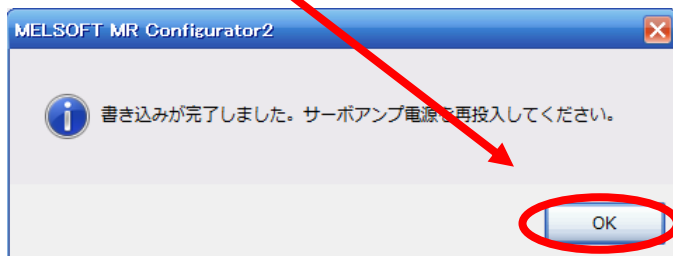 MELSOFT MR Configurator2
書き込みが完了しました。サーボアンプ電源を再投入してください。
OK